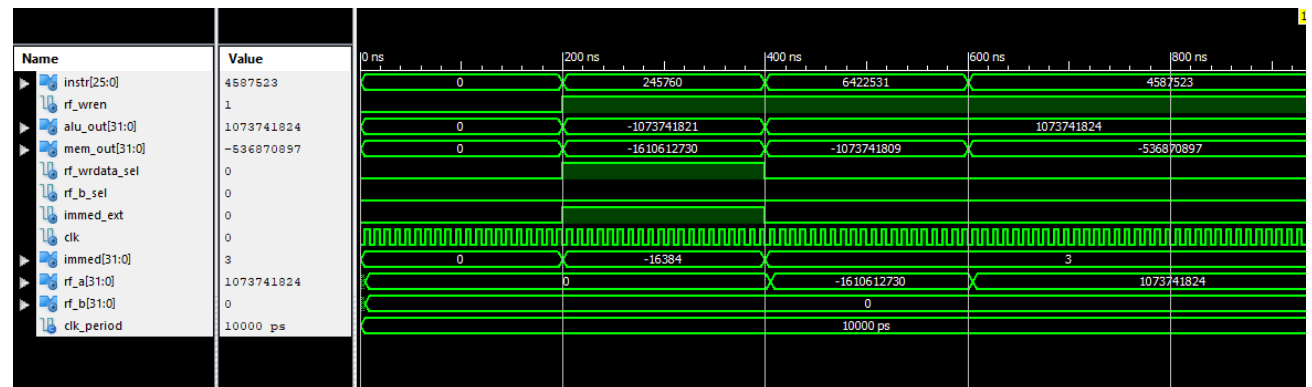 1
Name Value 0 ns 200 ns 400 ns 600 ns 800 ns
instr[25:0] 4587523 0 245760 6422531 4587523
rf_wren 1
alu_out[31:0] 1073741824 0 -1073741821 1073741824
mem_out[31:0] -536870897 0 -1610612730 -1073741809 -536870897
rf_wrdata_sel 0
rf_b_sel 0
immed_ext 0
clk 0
immed[31:0] 3 0 -16384 3
rf_a[31:0] 1073741824 0 -1610612730 1073741824
rf_b[31:0] 0 0
clk_period 10000 ps 10000 ps